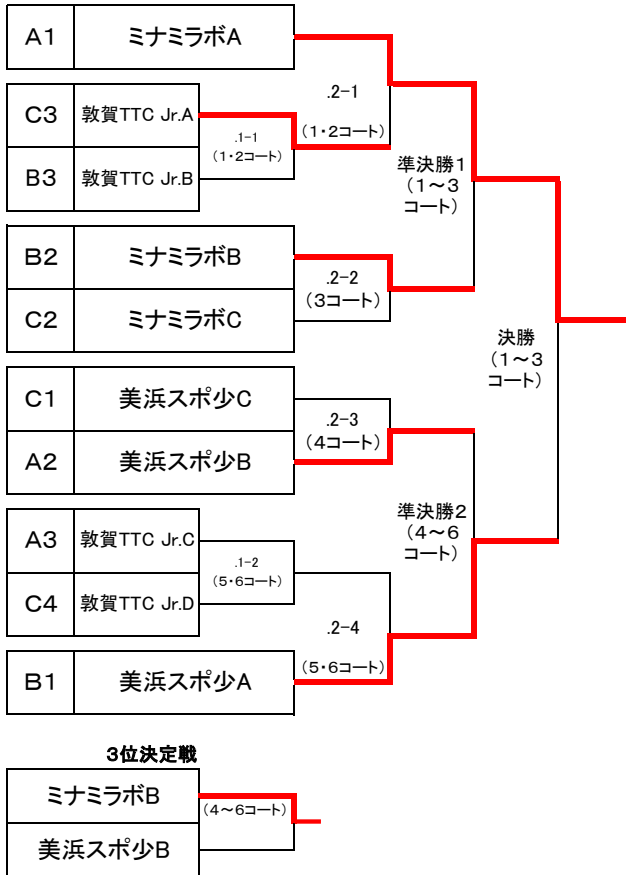 A1 ミナミラボA
C3 敦賀TTC Jr.A
B3 敦賀TTC Jr.B
.1-1
(1・2コート)
.2-1
(1・2コート)
B2 ミナミラボB
C2 ミナミラボC
.2-2
(3コート)
準決勝1
(1～3
コート)
C1 美浜スポ少C
A2 美浜スポ少B
.2-3
(4コート)
A3 敦賀TTC Jr.C
C4 敦賀TTC Jr.D
.1-2
(5・6コート)
B1 美浜スポ少A
.2-4
(5・6コート)
準決勝2
(4～6
コート)
決勝
(1～3
コート)
3位決定戦
ミナミラボB
美浜スポ少B
(4～6コート)